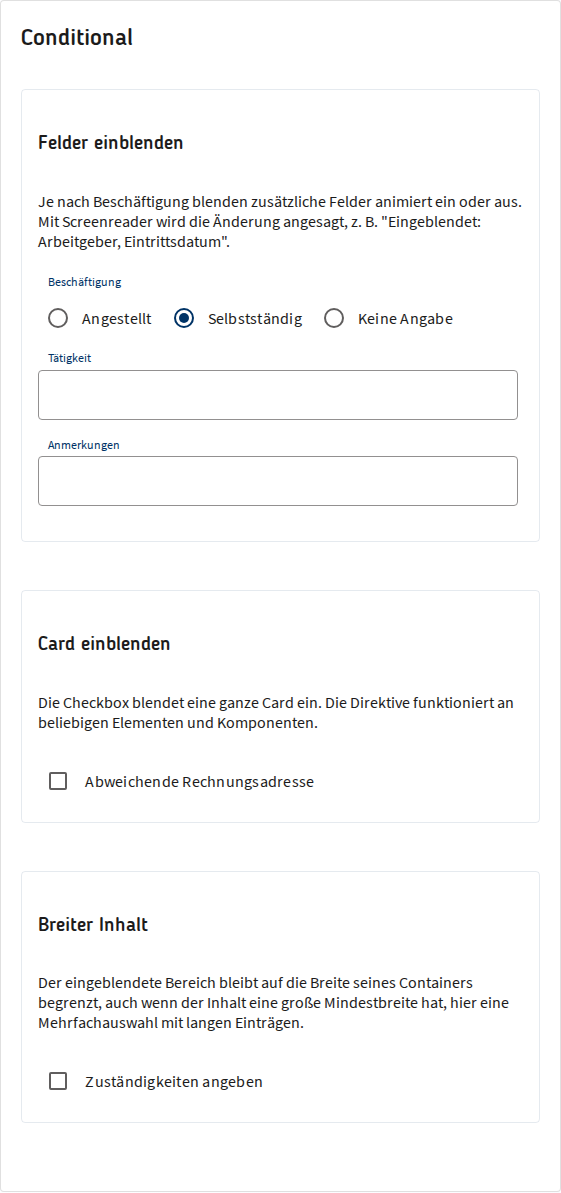 Conditional
Felder einblenden
Je nach Beschäftigung blenden zusätzliche Felder animiert ein oder aus.
Mit Screenreader wird die Änderung angesagt, z. B. "Eingeblendet:
Arbeitgeber, Eintrittsdatum".
Beschäftigung
Angestellt Selbstständig Keine Angabe
Tätigkeit
Anmerkungen
Card einblenden
Die Checkbox blendet eine ganze Card ein. Die Direktive funktioniert an
beliebigen Elementen und Komponenten.
Abweichende Rechnungsadresse
Breiter Inhalt
Der eingeblendete Bereich bleibt auf die Breite seines Containers
begrenzt, auch wenn der Inhalt eine große Mindestbreite hat, hier eine
Mehrfachauswahl mit langen Einträgen.
Zuständigkeiten angeben